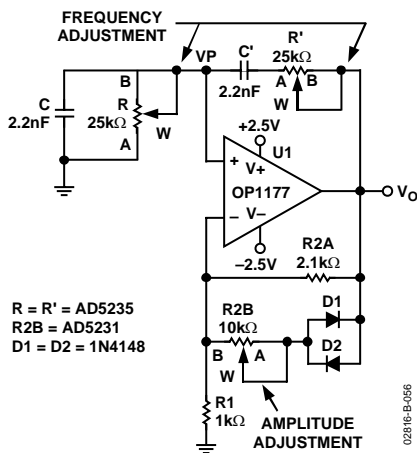 FREQUENCY
ADJUSTMENT
VP
C'
2.2nF
R'
25kΩ
A
B
W
B
R
25kΩ
A
W
C
2.2nF
+2.5V
U1
+
V+
OP1177
−
V−
−2.5V
VO
R2A
2.1kΩ
R2B
10kΩ
B
A
W
D1
D2
R1
1kΩ
AMPLITUDE
ADJUSTMENT
R = R' = AD5235
R2B = AD5231
D1 = D2 = 1N4148
02816-B-056